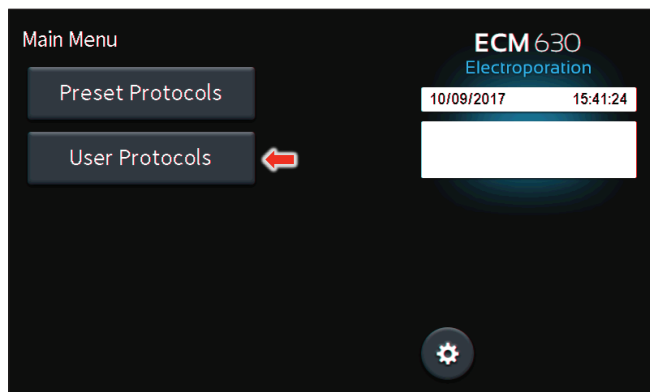 Main Menu
Preset Protocols
User Protocols
ECM 630
Electroporation
10/09/2017 15:41:24